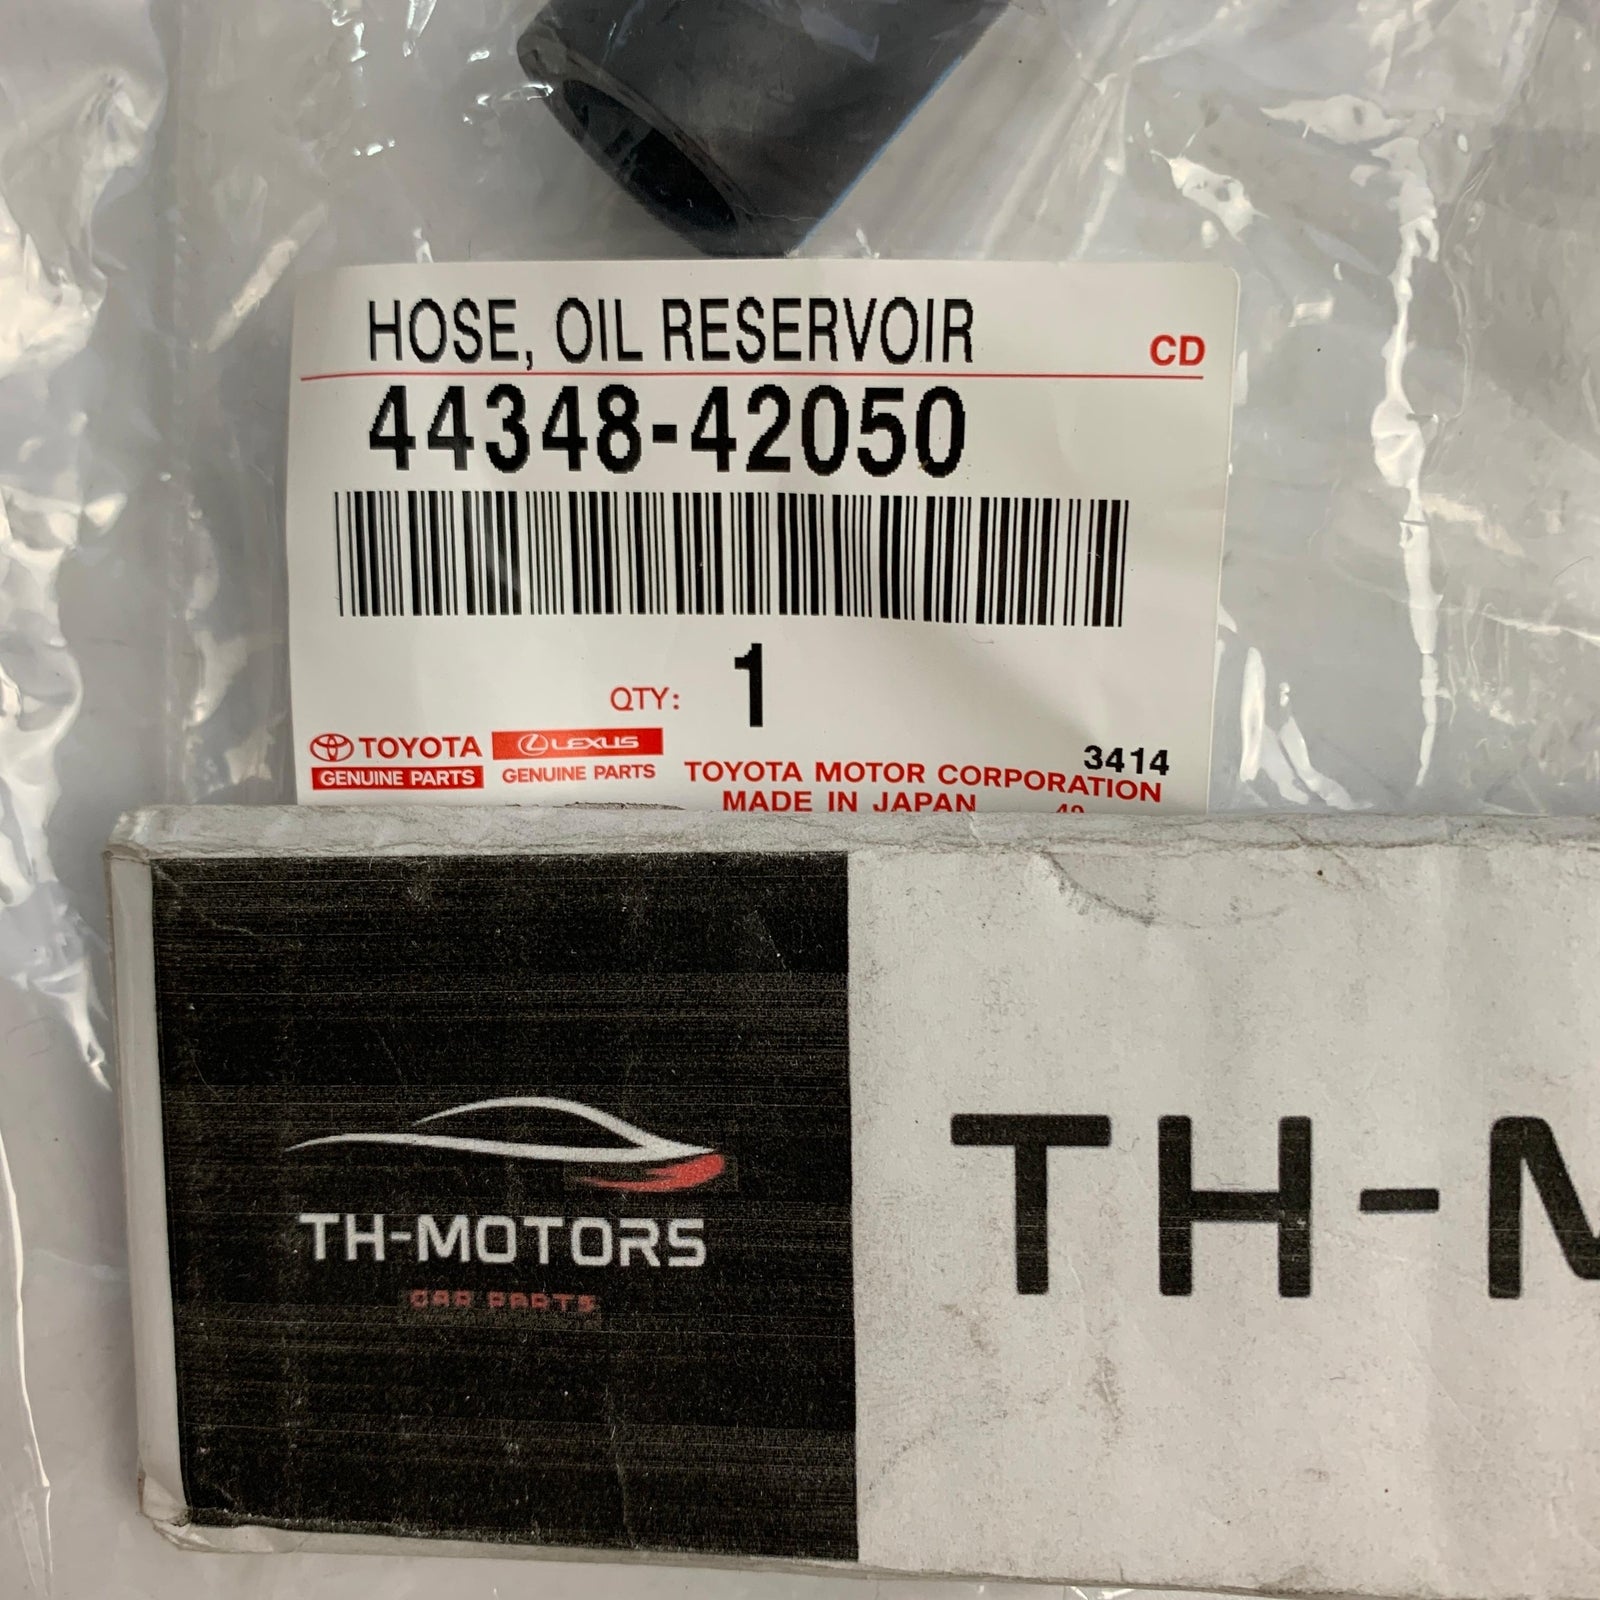 HOSE, OIL RESERVOIR
CD
44348-42050
QTY: 1
TOYOTA LEXUS
GENUINE PARTS GENUINE PARTS
3414
TOYOTA MOTOR CORPORATION
MADE IN JAPAN
TH-MOTORS
CAR PARTS
TH-M